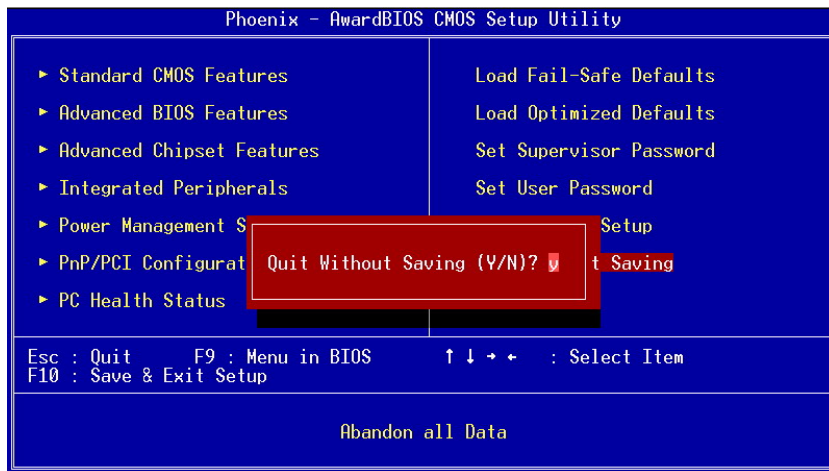 Phoenix - AwardBIOS CMOS Setup Utility
► Standard CMOS Features
► Advanced BIOS Features
► Advanced Chipset Features
► Integrated Peripherals
► Power Management S
► PnP/PCI Configurat
► PC Health Status
Load Fail-Safe Defaults
Load Optimized Defaults
Set Supervisor Password
Set User Password
Setup
t Saving
Quit Without Saving (Y/N)? y
Esc : Quit F9 : Menu in BIOS ↑ ↓ → ← : Select Item
F10 : Save & Exit Setup
Abandon all Data